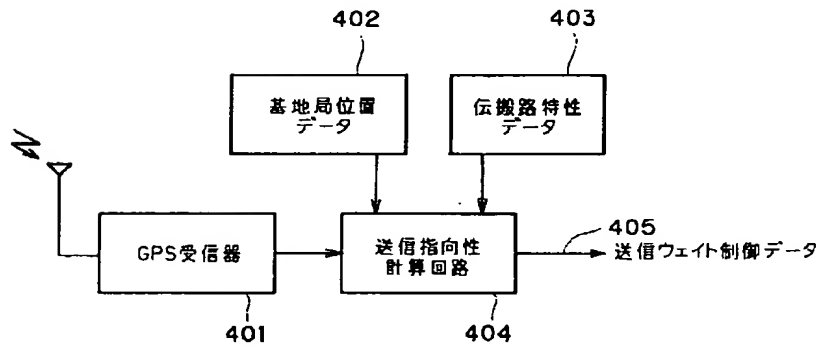 402
403
基地局位置
データ
伝搬路特性
データ
GPS受信器
送信指向性
計算回路
405
送信ウェイト制御データ
401
404